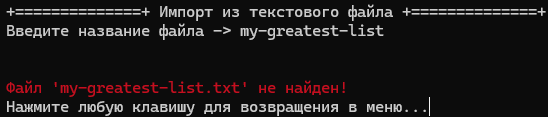 +=============+ Импорт из текстового файла +=============+
Введите название файла -> my-greatest-list
Файл 'my-greatest-list.txt' не найден!
Нажмите любую клавишу для возвращения в меню...